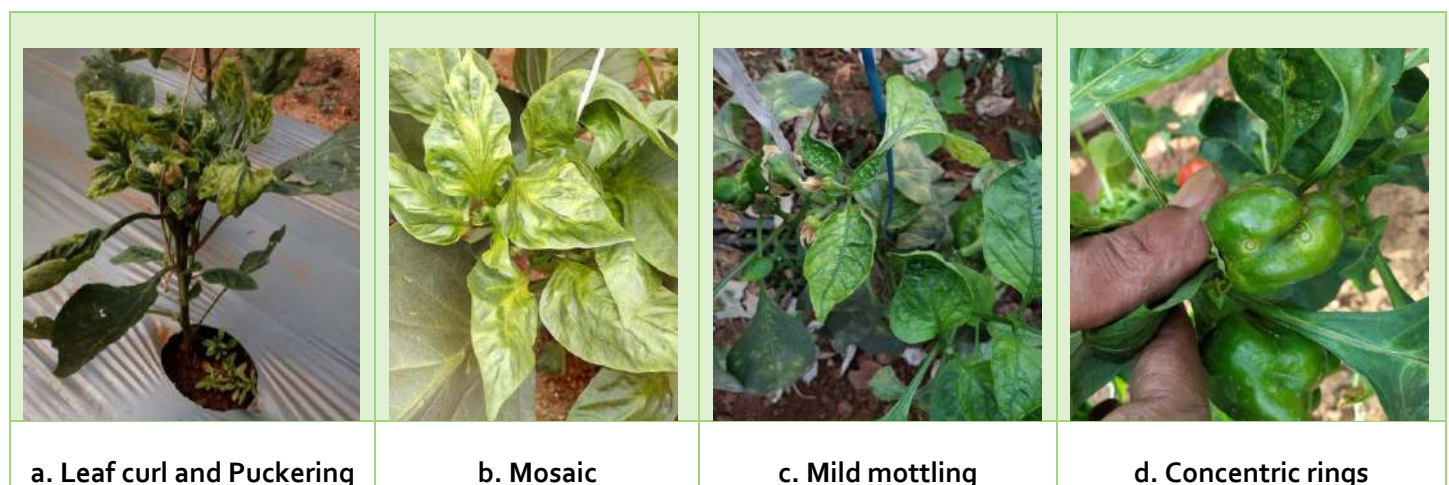 a. Leaf curl and Puckering
b. Mosaic
c. Mild mottling
d. Concentric rings